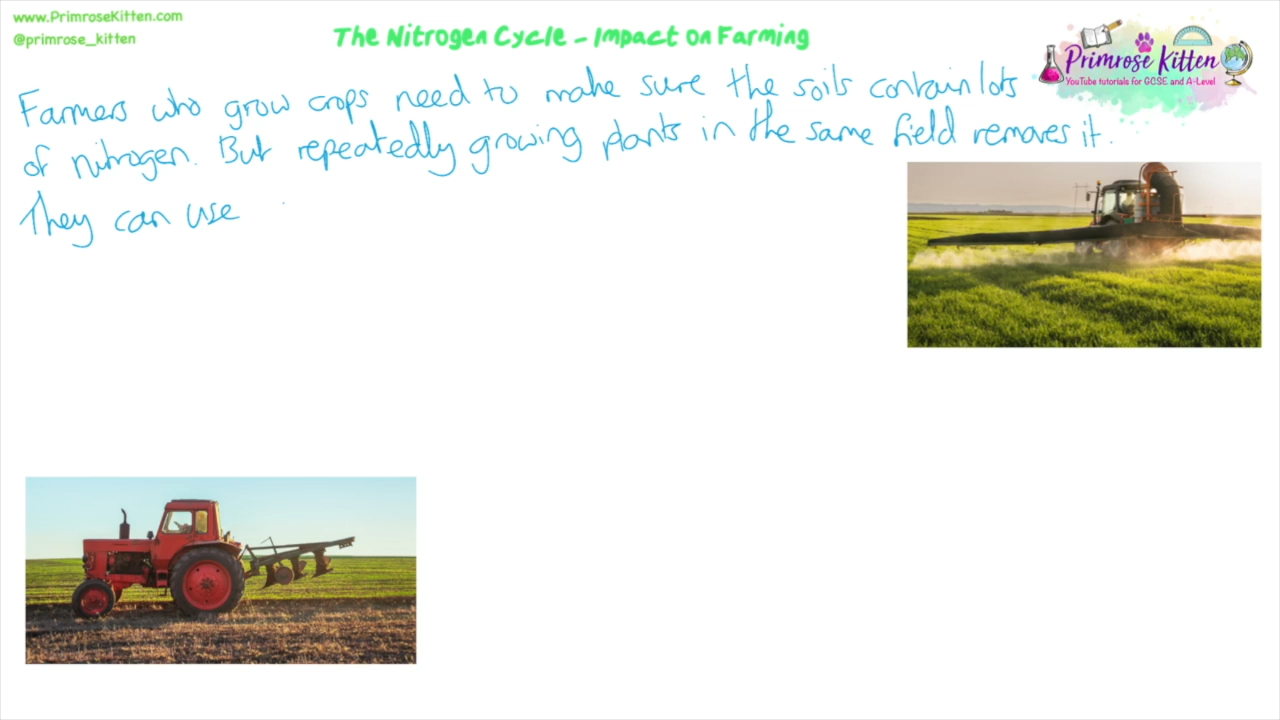 www.PrimroseKitten.com
@primrose_kitten
The Nitrogen Cycle - Impact on Farming
Primrose Kitten
YouTube tutorials for GCSE and A-Level
Farmers who grow crops need to make sure the soils contain lots
of nitrogen. But repeatedly growing plants in the same field removes it.
They can use